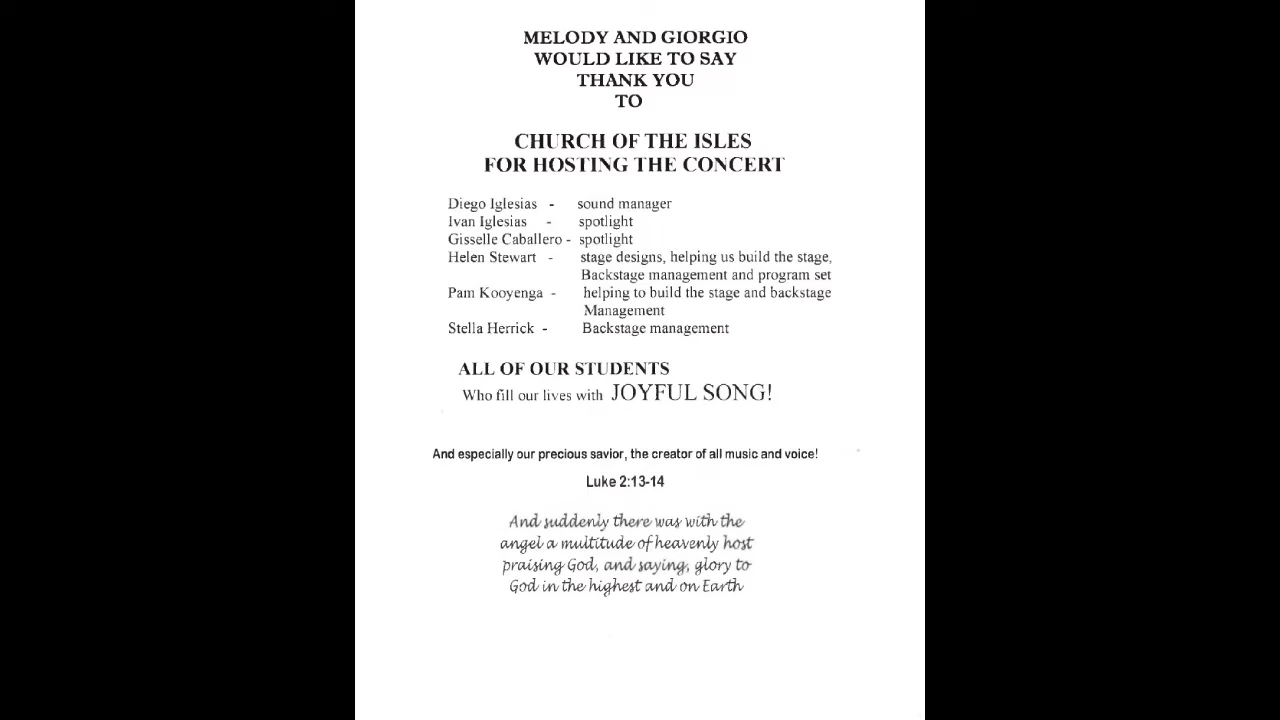 MELODY AND GIORGIO
WOULD LIKE TO SAY
THANK YOU
TO
CHURCH OF THE ISLES
FOR HOSTING THE CONCERT
Diego Iglesias - sound manager
Ivan Iglesias - spotlight
Gisselle Caballero - spotlight
Helen Stewart - stage designs, helping us build the stage,
Backstage management and program set
Pam Kooyenga - helping to build the stage and backstage
Management
Stella Herrick - Backstage management
ALL OF OUR STUDENTS
Who fill our lives with JOYFUL SONG!
And especially our precious savior, the creator of all music and voice!
Luke 2:13-14
And suddenly there was with the
angel a multitude of heavenly host
praising God, and saying, glory to
God in the highest and on Earth